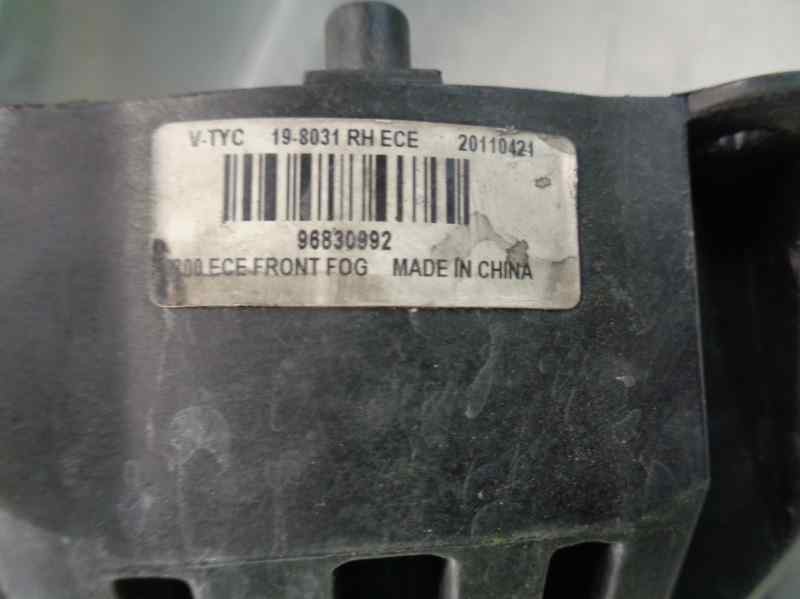 V-TYC 19-8031 RH ECE 20110421
96830992
ECE FRONT FOG MADE IN CHINA